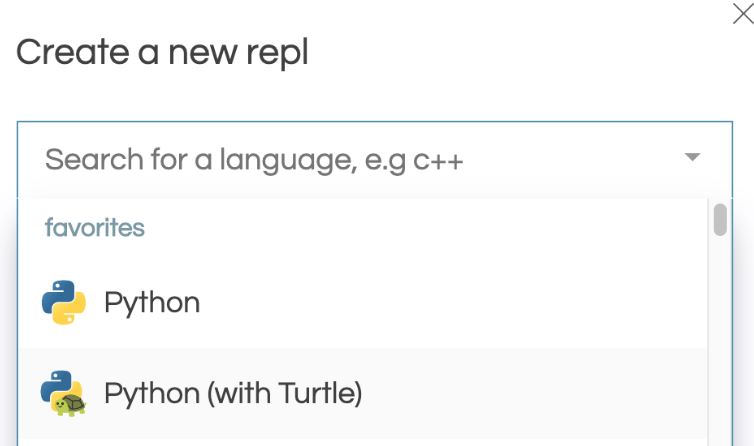 Create a new repl
Search for a language, e.g c++
favorites
Python
Python (with Turtle)